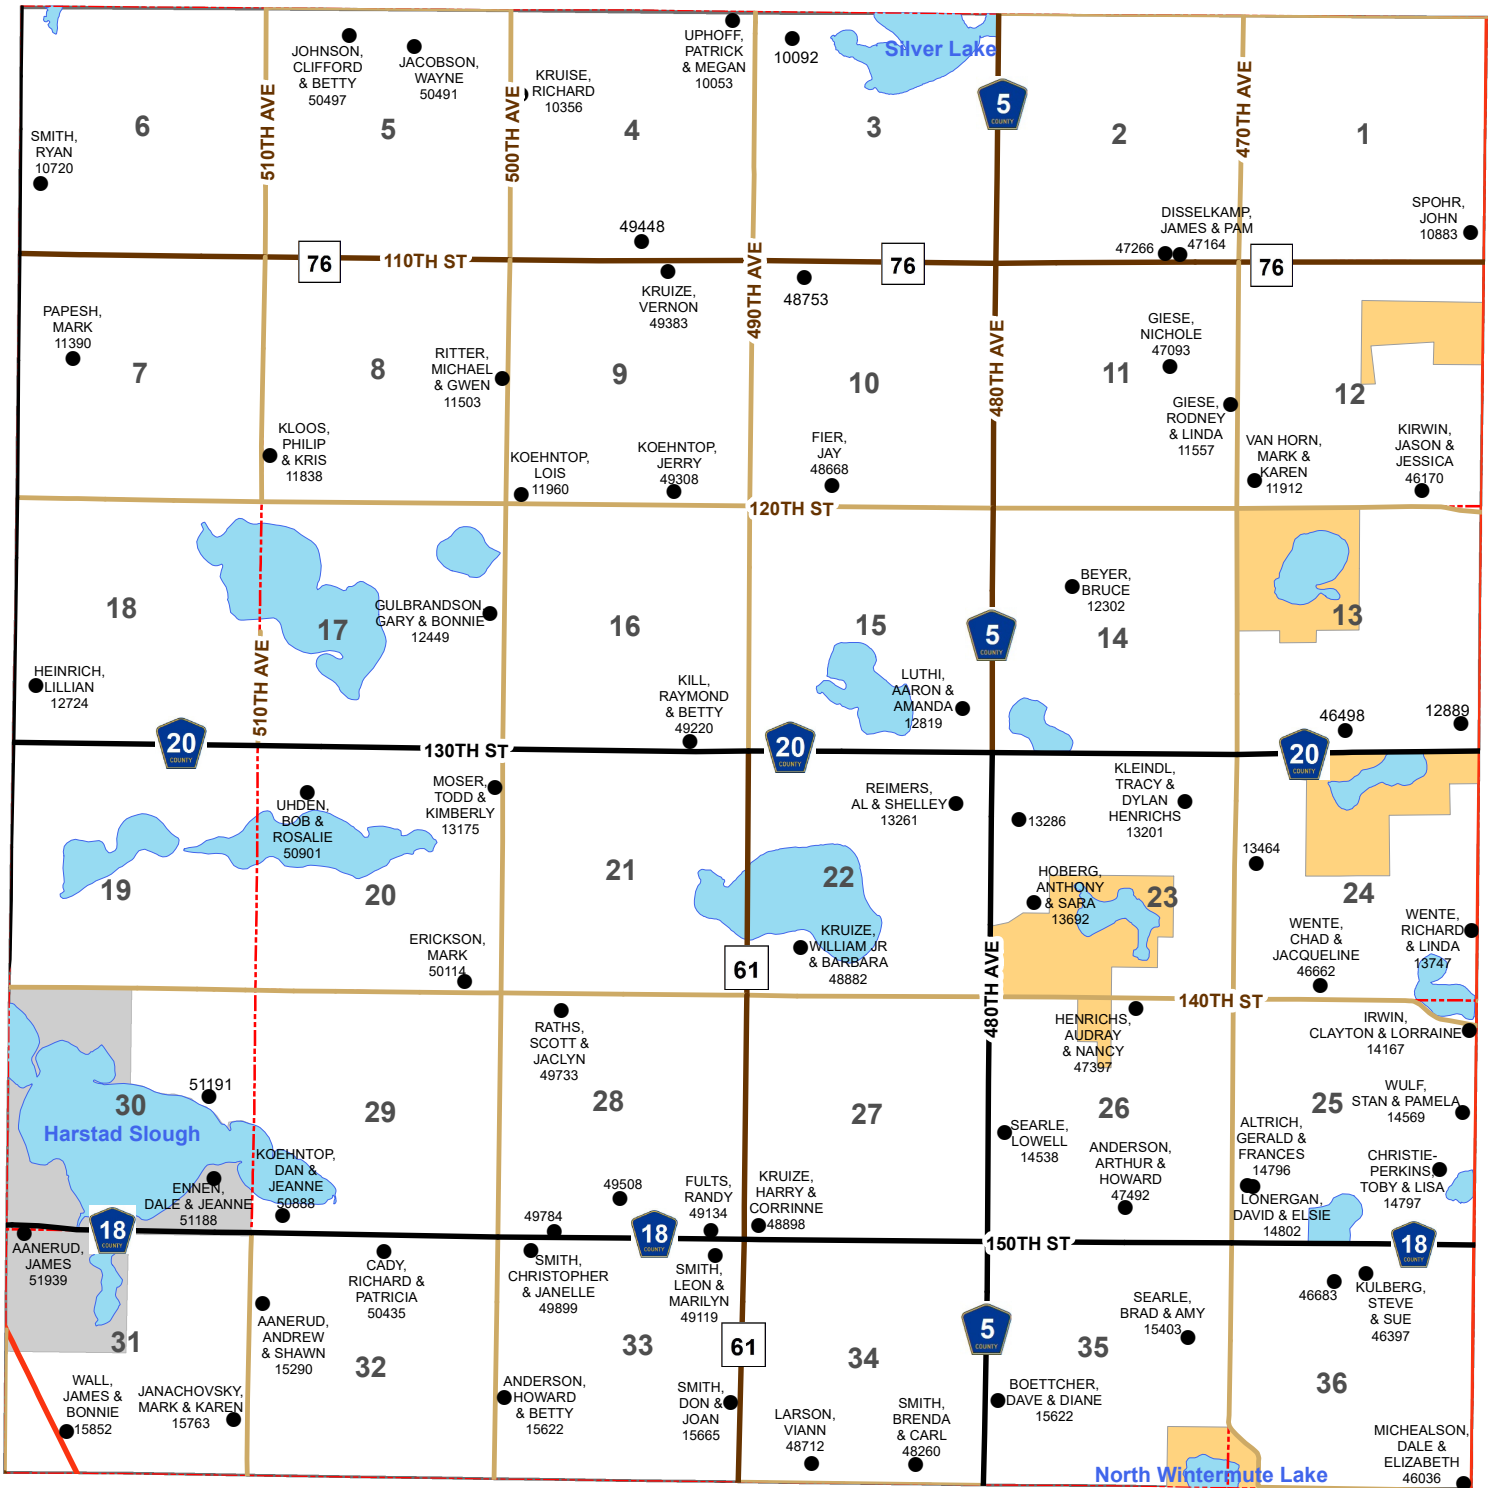 JOHNSON,
CLIFFORD
& BETTY
50497
JACOBSON,
WAYNE
50491
KRUISE,
RICHARD
10356
UPHOFF,
PATRICK
& MEGAN
10053
10092
Silver Lake
5
COUNTY
510TH AVE
500TH AVE
470TH AVE
6
5
4
3
2
1
SMITH,
RYAN
10720
49448
DISSELKAMP,
JAMES & PAM
47164
47266
SPOHR,
JOHN
10883
76
110TH ST
490TH AVE
76
76
KRUIZE,
VERNON
49383
48753
PAPESH,
MARK
11390
7
8
RITTER,
MICHAEL
& GWEN
11503
9
10
480TH AVE
GIESE,
NICHOLE
47093
11
12
GIESE,
RODNEY
& LINDA
11557
KLOOS,
PHILIP
& KRIS
11838
KOEHNTOP,
LOIS
11960
KOEHNTOP,
JERRY
49308
FIER,
JAY
48668
VAN HORN,
MARK &
KAREN
11912
KIRWIN,
JASON &
JESSICA
46170
120TH ST
18
17
GULBRANDSON,
GARY & BONNIE
12449
16
15
5
COUNTY
BEYER,
BRUCE
12302
14
13
HEINRICH,
LILLIAN
12724
510TH AVE
KILL,
RAYMOND
& BETTY
49220
LUTHI,
AARON &
AMANDA
12819
46498
12889
20
COUNTY
130TH ST
20
COUNTY
20
COUNTY
UHDEN,
BOB &
ROSALIE
50901
MOSER,
TODD &
KIMBERLY
13175
REIMERS,
AL & SHELLEY
13261
13286
KLEINDL,
TRACY &
DYLAN
HENRICHS
13201
13464
19
20
21
22
HOBERG,
ANTHONY
& SARA
13692
23
24
ERICKSON,
MARK
50114
61
KRUIZE,
WILLIAM JR
& BARBARA
48882
480TH AVE
WENTE,
CHAD &
JACQUELINE
46662
WENTE,
RICHARD
& LINDA
13747
140TH ST
RATHS,
SCOTT &
JACLYN
49733
HENRICHS,
AUDRAY
& NANCY
47397
IRWIN,
CLAYTON & LORRAINE
14167
51191
30
Harstad Slough
29
28
27
26
25
WULF,
STAN & PAMELA
14569
SEARLE,
LOWELL
14538
ANDERSON,
ARTHUR &
HOWARD
47492
ALTRICH,
GERALD &
FRANCES
14796
CHRISTIE-
PERKINS,
TOBY & LISA
14797
KOEHNTOP,
DAN &
JEANNE
50888
ENNEN,
DALE & JEANNE
51188
49508
FULTS,
RANDY
49134
KRUIZE,
HARRY &
CORRINNE
48898
LONERGAN,
DAVID & ELSIE
14802
18
COUNTY
49784
18
COUNTY
150TH ST
18
COUNTY
AANERUD,
JAMES
51939
CADY,
RICHARD &
PATRICIA
50435
SMITH,
CHRISTOPHER
& JANELLE
49899
SMITH,
LEON &
MARILYN
49119
46683
KULBERG,
STEVE
& SUE
46397
31
AANERUD,
ANDREW
& SHAWN
15290
32
33
61
34
5
COUNTY
35
SEARLE,
BRAD & AMY
15403
36
WALL,
JAMES &
BONNIE
15852
JANACHOVSKY,
MARK & KAREN
15763
ANDERSON,
HOWARD
& BETTY
15622
SMITH,
DON &
JOAN
15665
LARSON,
VIANN
48712
SMITH,
BRENDA
& CARL
48260
BOETTCHER,
DAVE & DIANE
15622
North Wintermute Lake
MICHEALSON,
DALE &
ELIZABETH
46036